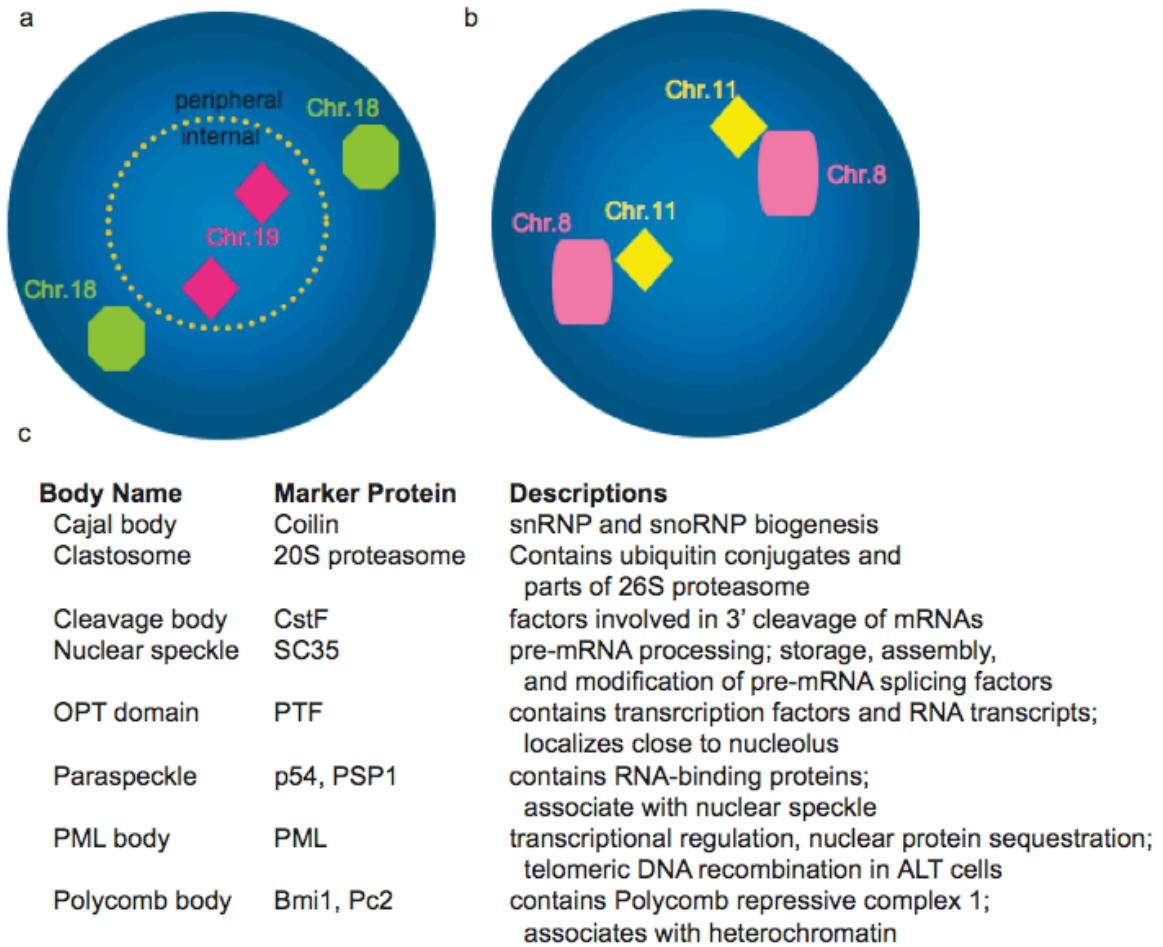 a
peripheral
internal
Chr.18
Chr.19
Chr.18
b
Chr.11
Chr.8
Chr.11
Chr.8
c
Body Name Marker Protein Descriptions
Cajal body Coilin snRNP and snoRNP biogenesis
Clastosome 20S proteasome Contains ubiquitin conjugates and
parts of 26S proteasome
Cleavage body CstF factors involved in 3’ cleavage of mRNAs
Nuclear speckle SC35 pre-mRNA processing; storage, assembly,
and modification of pre-mRNA splicing factors
OPT domain PTF contains transrcription factors and RNA transcripts;
localizes close to nucleolus
Paraspeckle p54, PSP1 contains RNA-binding proteins;
associate with nuclear speckle
PML body PML transcriptional regulation, nuclear protein sequestration;
telomeric DNA recombination in ALT cells
Polycomb body Bmi1, Pc2 contains Polycomb repressive complex 1;
associates with heterochromatin